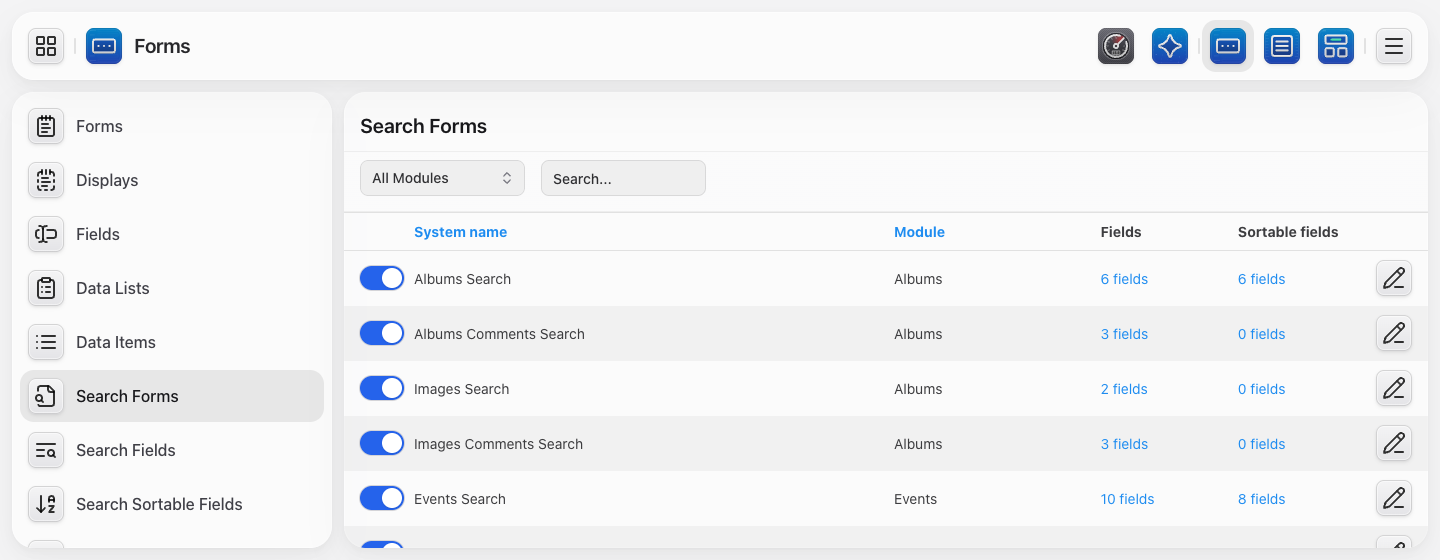 Forms
Forms
Displays
Fields
Data Lists
Data Items
Search Forms
Search Fields
Search Sortable Fields
Search Forms
All Modules
Search...
System name Module Fields Sortable fields
Albums Search Albums 6 fields 6 fields
Albums Comments Search Albums 3 fields 0 fields
Images Search Albums 2 fields 0 fields
Images Comments Search Albums 3 fields 0 fields
Events Search Events 10 fields 8 fields